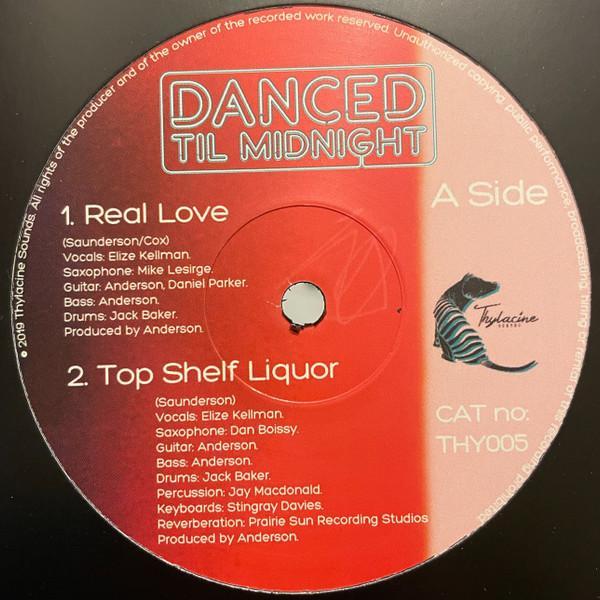 DANCED
TIL MIDNIGHT
A Side
1. Real Love
(Saunderson/Cox)
Vocals: Elize Kellman.
Saxophone: Mike Lesirge.
Guitar: Anderson, Daniel Parker.
Bass: Anderson.
Drums: Jack Baker.
Produced by Anderson.
2. Top Shelf Liquor
(Saunderson)
Vocals: Elize Kellman.
Saxophone: Dan Boissy.
Guitar: Anderson.
Bass: Anderson.
Drums: Jack Baker.
Percussion: Jay Macdonald.
Keyboards: Stingray Davies.
Reverberation: Prairie Sun Recording Studios
Produced by Anderson.
Thylacine
SOUNDS
CAT no:
THY005
● 2019 Thylacine Sounds. All rights of the producer and of the owner of the recorded work reserved. Unauthorized copying, public performance, broadcasting, hiring or rental of this recording prohibited